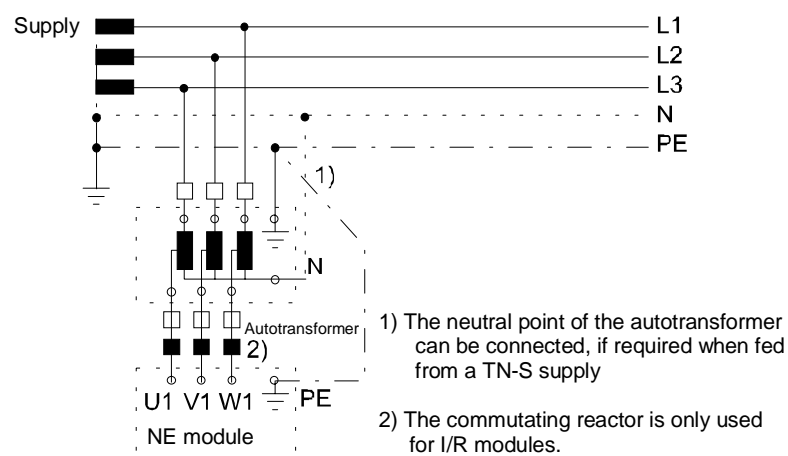 Supply
L1
L2
L3
N
PE
1)
N
Autotransformer
2)
U1 V1 W1 PE
NE module
1) The neutral point of the autotransformer
can be connected, if required when fed
from a TN-S supply
2) The commutating reactor is only used
for I/R modules.